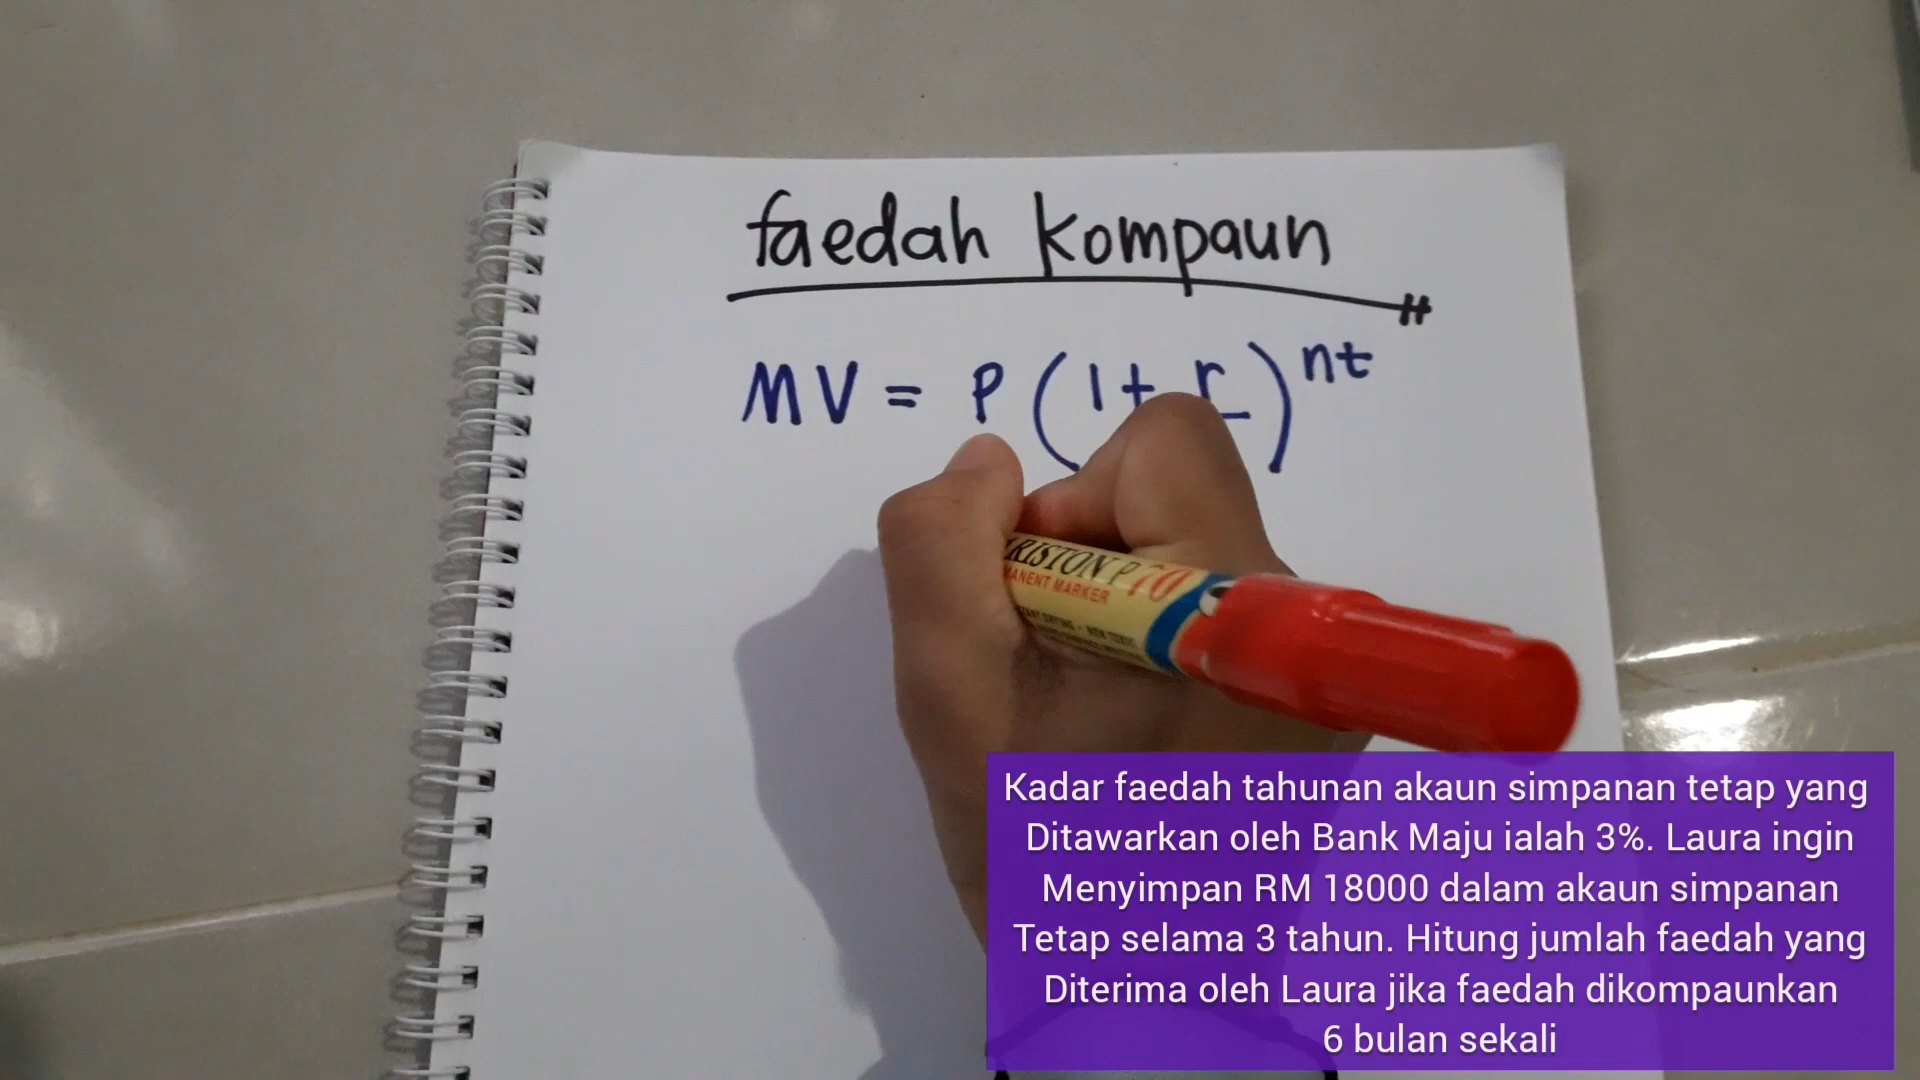 faedah kompaun
MV = P (1 + r )nt
ARISTON P 70
MANENT MARKER
Kadar faedah tahunan akaun simpanan tetap yang
Ditawarkan oleh Bank Maju ialah 3%. Laura ingin
Menyimpan RM 18000 dalam akaun simpanan
Tetap selama 3 tahun. Hitung jumlah faedah yang
Diterima oleh Laura jika faedah dikompaunkan
6 bulan sekali